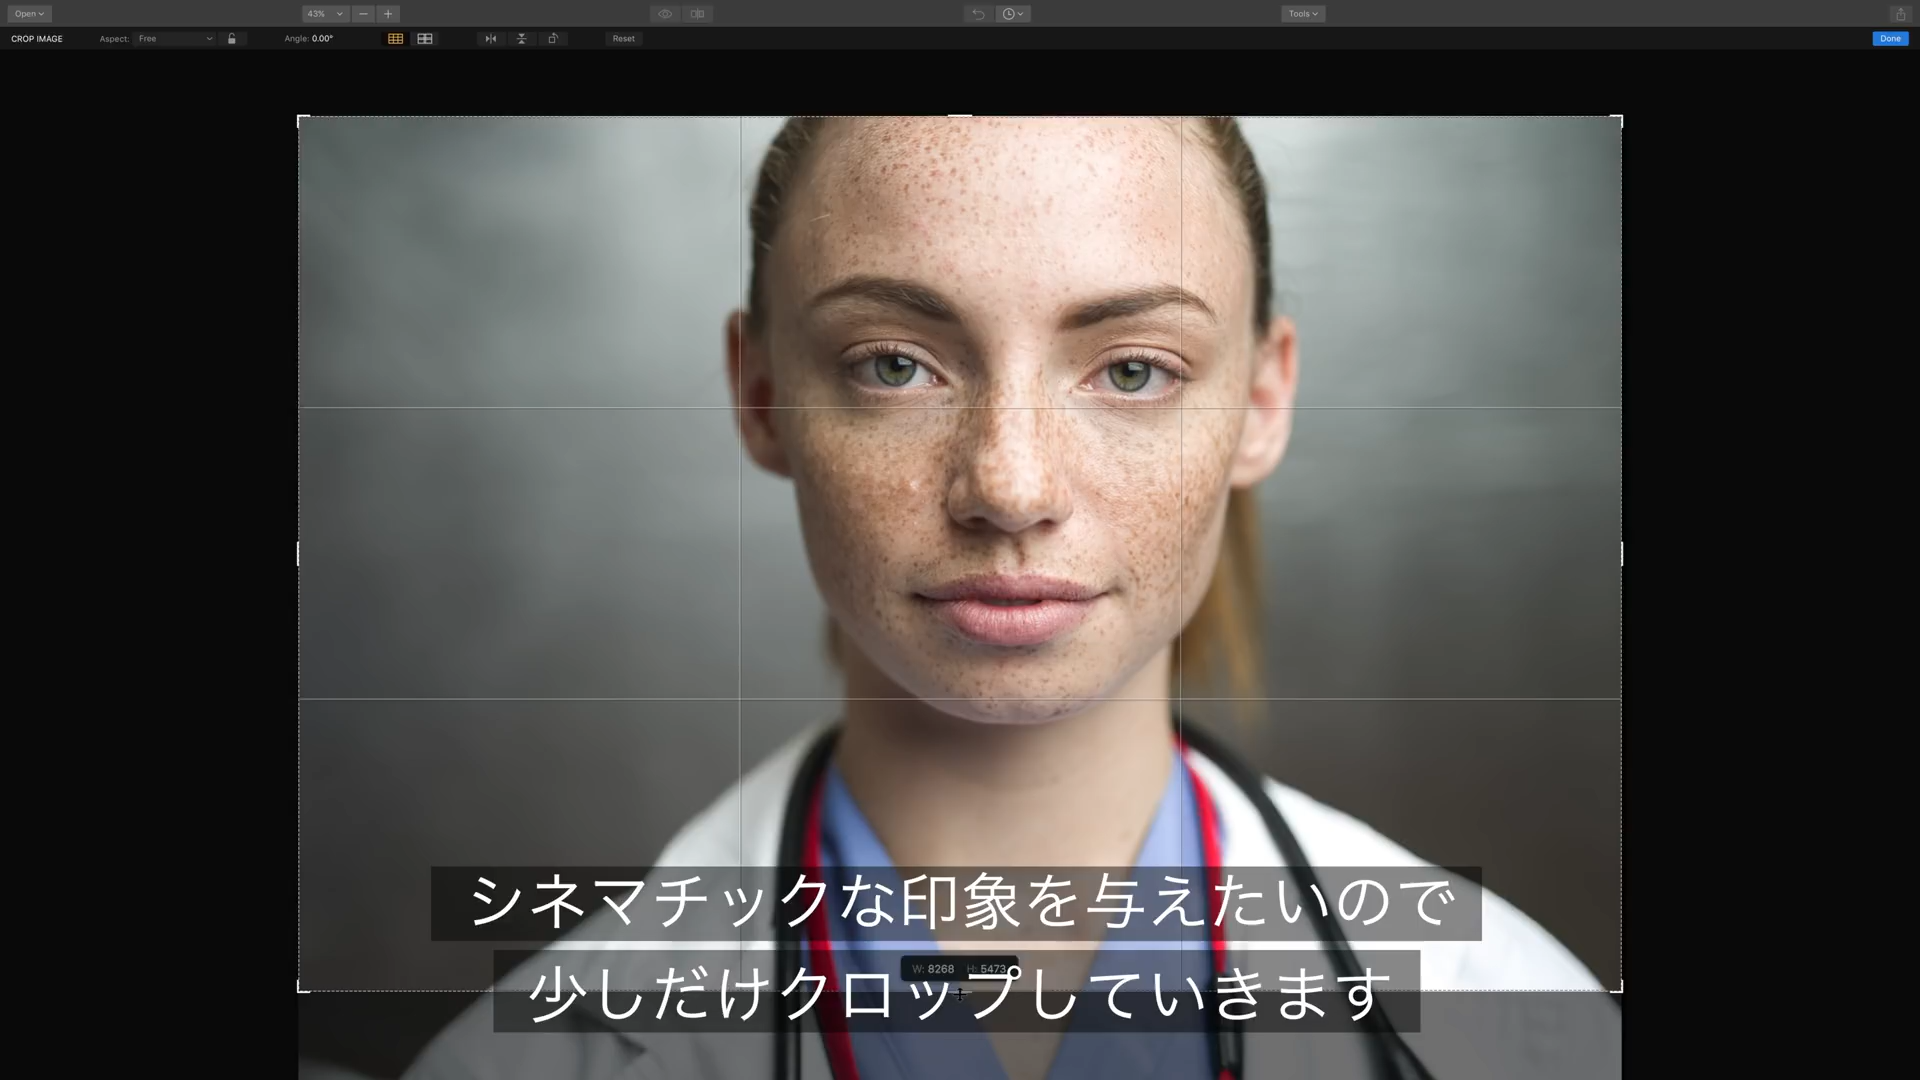 Open
43%
Tools
CROP IMAGE
Aspect: Free
Angle: 0.00°
Reset
Done
シネマチックな印象を与えたいので
W: 8268 H: 5473
少しだけクロップしていきます